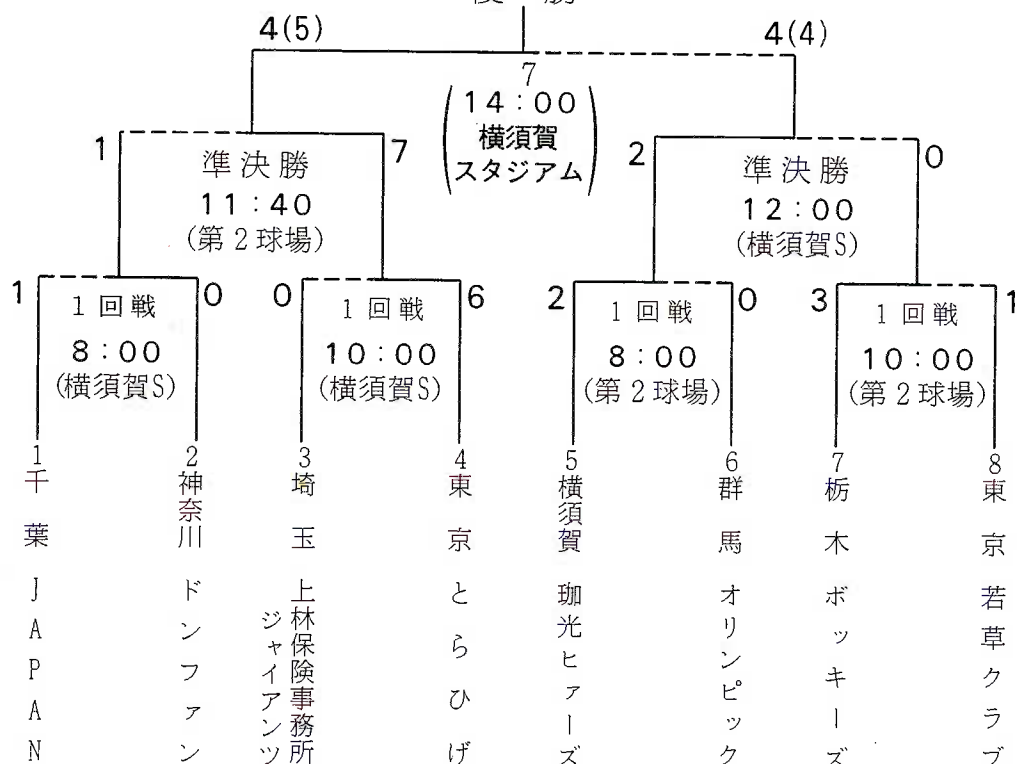 優　勝
4(5)
4(4)
7
14：00
横須賀
スタジアム
1
準決勝
7
11：40
(第２球場)
2
準決勝
0
12：00
(横須賀S)
1
１回戦
0
8：00
(横須賀S)
0
１回戦
6
10：00
(横須賀S)
2
１回戦
0
8：00
(第２球場)
3
１回戦
1
10：00
(第２球場)
1
千葉
JAPAN
2
神奈川
ドンファン
3
埼玉
上林保険事務所
ジャイアンツ
4
東京
とらひげ
5
横須賀
珈光ヒァーズ
6
群馬
オリンピック
7
栃木
ボッキーズ
8
東京
若草クラブ